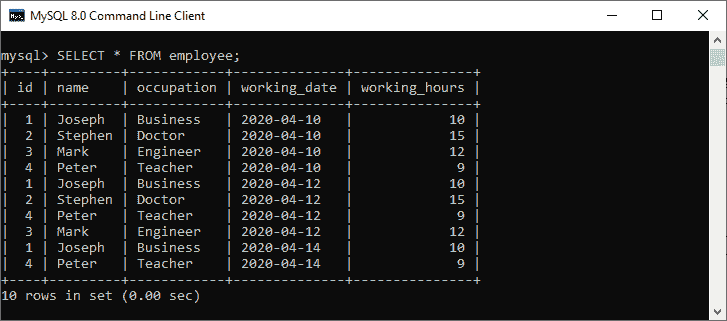 MySQL 8.0 Command Line Client
mysql> SELECT * FROM employee;
+----+---------+------------+--------------+---------------+
| id | name    | occupation | working_date | working_hours |
+----+---------+------------+--------------+---------------+
|  1 | Joseph  | Business   | 2020-04-10   |            10 |
|  2 | Stephen | Doctor     | 2020-04-10   |            15 |
|  3 | Mark    | Engineer   | 2020-04-10   |            12 |
|  4 | Peter   | Teacher    | 2020-04-10   |             9 |
|  1 | Joseph  | Business   | 2020-04-12   |            10 |
|  2 | Stephen | Doctor     | 2020-04-12   |            15 |
|  4 | Peter   | Teacher    | 2020-04-12   |             9 |
|  3 | Mark    | Engineer   | 2020-04-12   |            12 |
|  1 | Joseph  | Business   | 2020-04-14   |            10 |
|  4 | Peter   | Teacher    | 2020-04-14   |             9 |
+----+---------+------------+--------------+---------------+
10 rows in set (0.00 sec)